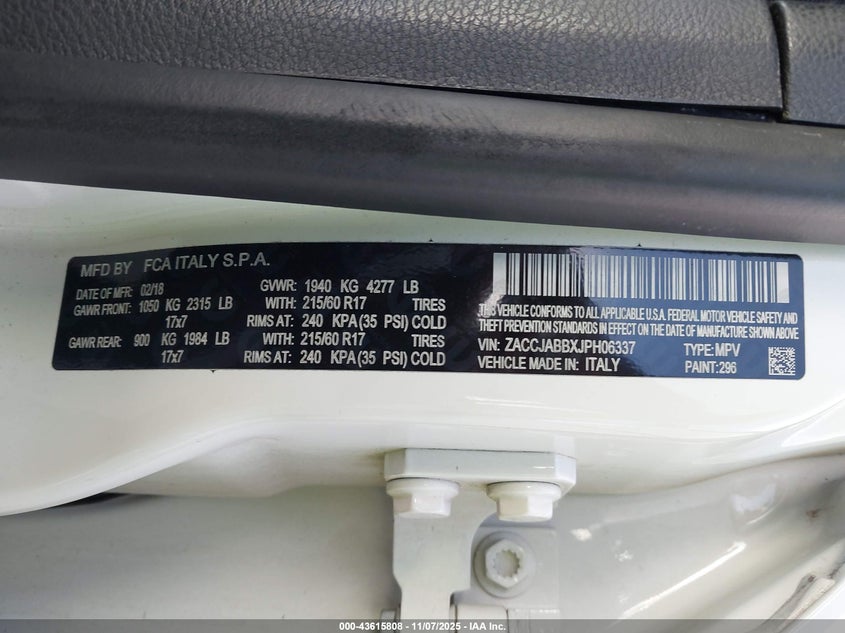 MFD BY FCA ITALY S.P.A.
DATE OF MFR: 02/18 GVWR: 1940 KG 4277 LB
GAWR FRONT: 1050 KG 2315 LB WITH: 215/60 R17 TIRES
17x7 RIMS AT: 240 KPA(35 PSI) COLD
GAWR REAR: 900 KG 1984 LB WITH: 215/60 R17 TIRES
17x7 RIMS AT: 240 KPA(35 PSI) COLD
THIS VEHICLE CONFORMS TO ALL APPLICABLE U.S.A. FEDERAL MOTOR VEHICLE SAFETY AND
THEFT PREVENTION STANDARDS IN EFFECT ON THE DATE OF MANUFACTURE SHOWN ABOVE
VIN: ZACCJABBXJPH06337 TYPE:MPV
VEHICLE MADE IN: ITALY PAINT:296
000-43615808 - 11/07/2025 - IAA Inc.